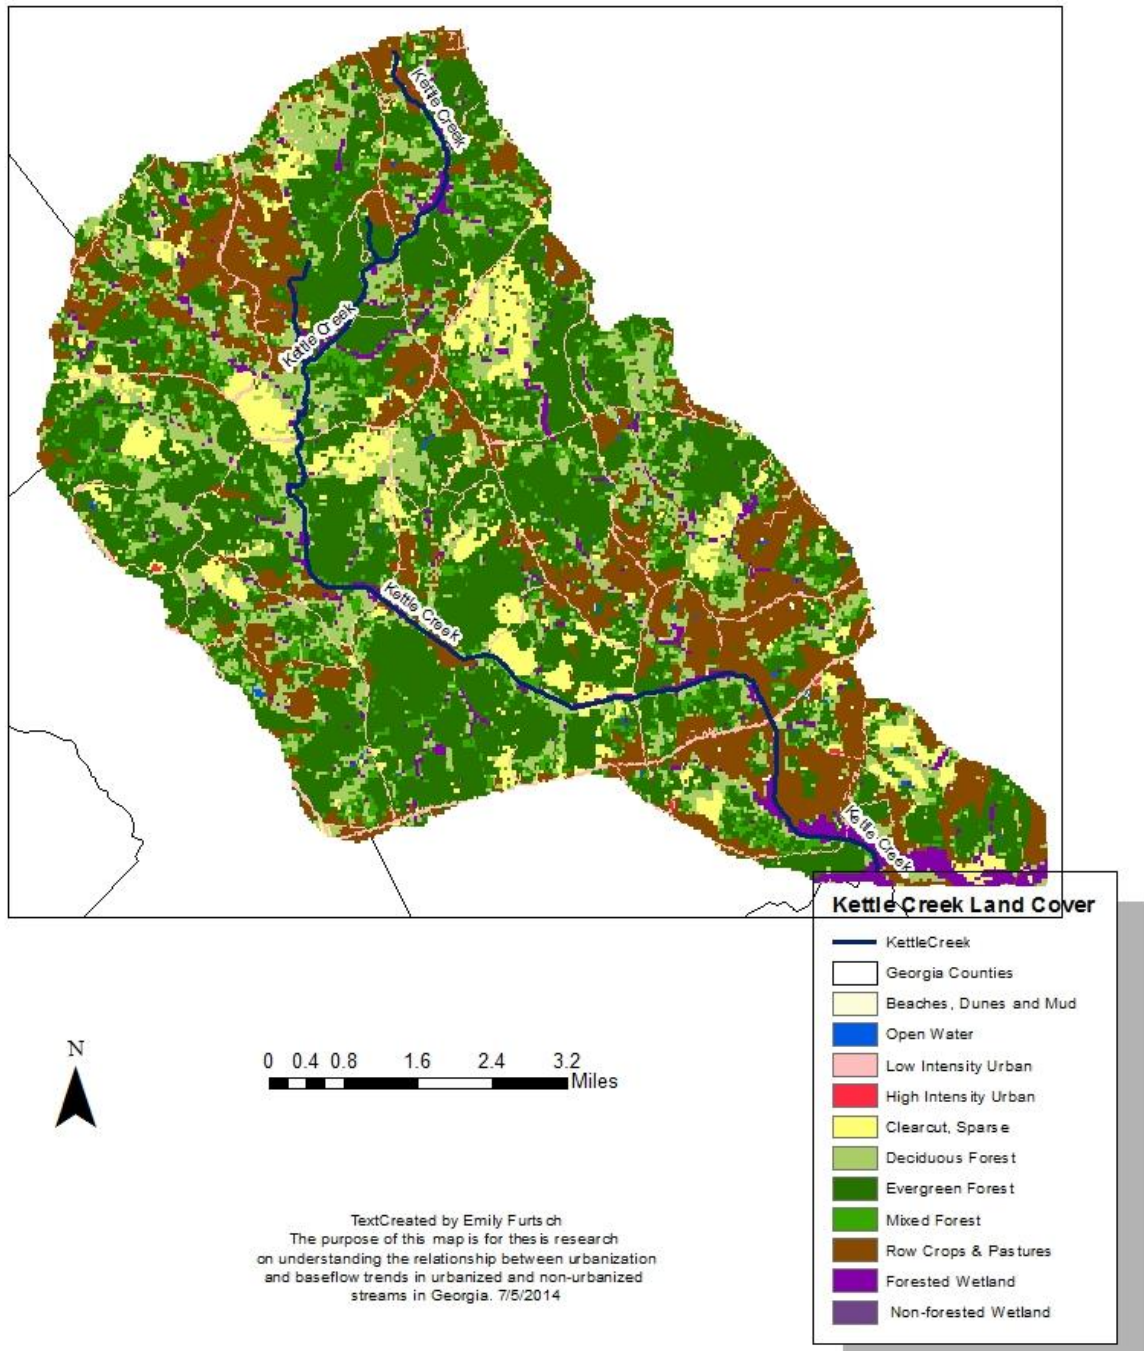 Kettle Creek
Kettle Creek
Kettle Creek
Kettle Creek
Kettle Creek Land Cover
KettleCreek
Georgia Counties
Beaches, Dunes and Mud
Open Water
Low Intensity Urban
High Intensity Urban
Clearcut, Sparse
Deciduous Forest
Evergreen Forest
Mixed Forest
Row Crops & Pastures
Forested Wetland
Non-forested Wetland
N
0 0.4 0.8 1.6 2.4 3.2
Miles
TextCreated by Emily Furtsch
The purpose of this map is for thesis research
on understanding the relationship between urbanization
and baseflow trends in urbanized and non-urbanized
streams in Georgia. 7/5/2014